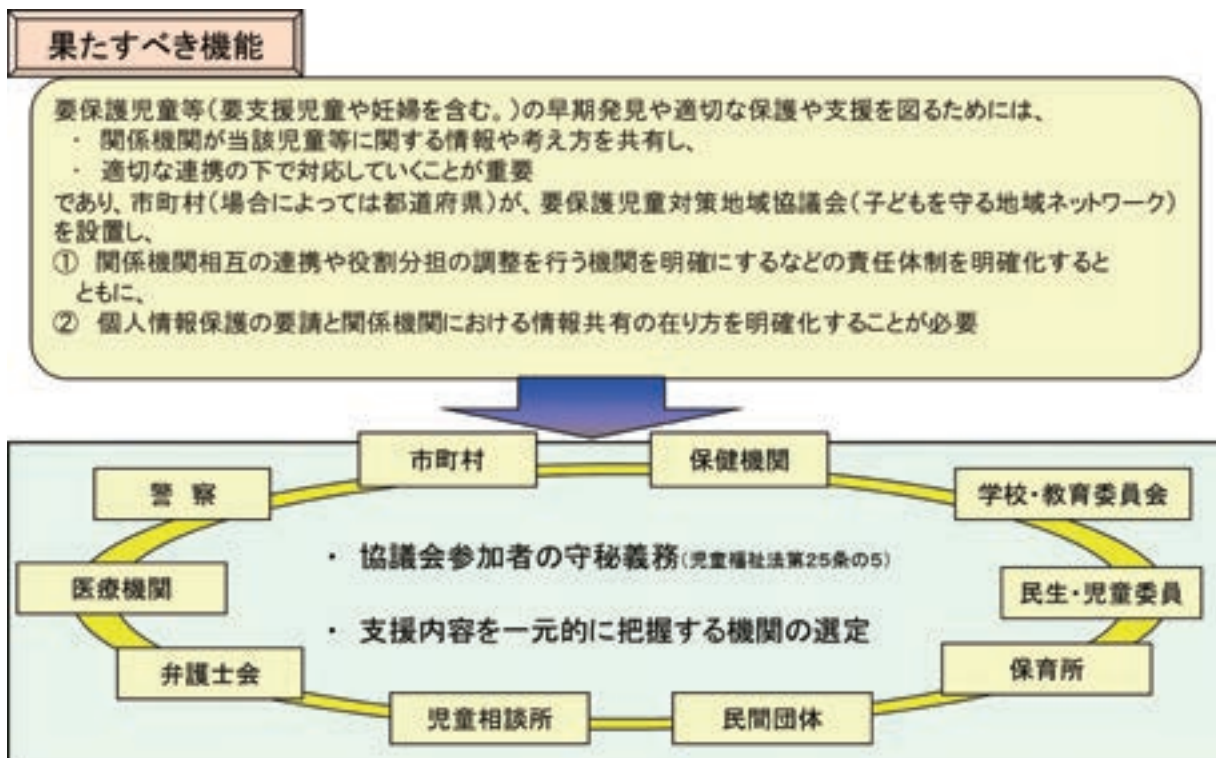 果たすべき機能
要保護児童等(要支援児童や妊婦を含む。)の早期発見や適切な保護や支援を図るためには、
・ 関係機関が当該児童等に関する情報や考え方を共有し、
・ 適切な連携の下で対応していくことが重要
であり、市町村(場合によっては都道府県)が、要保護児童対策地域協議会(子どもを守る地域ネットワーク)
を設置し、
① 関係機関相互の連携や役割分担の調整を行う機関を明確にするなどの責任体制を明確化すると
ともに、
② 個人情報保護の要請と関係機関における情報共有の在り方を明確化することが必要
市町村
保健機関
警 察
学校・教育委員会
・ 協議会参加者の守秘義務(児童福祉法第25条の5)
医療機関
民生・児童委員
・ 支援内容を一元的に把握する機関の選定
弁護士会
保育所
児童相談所
民間団体